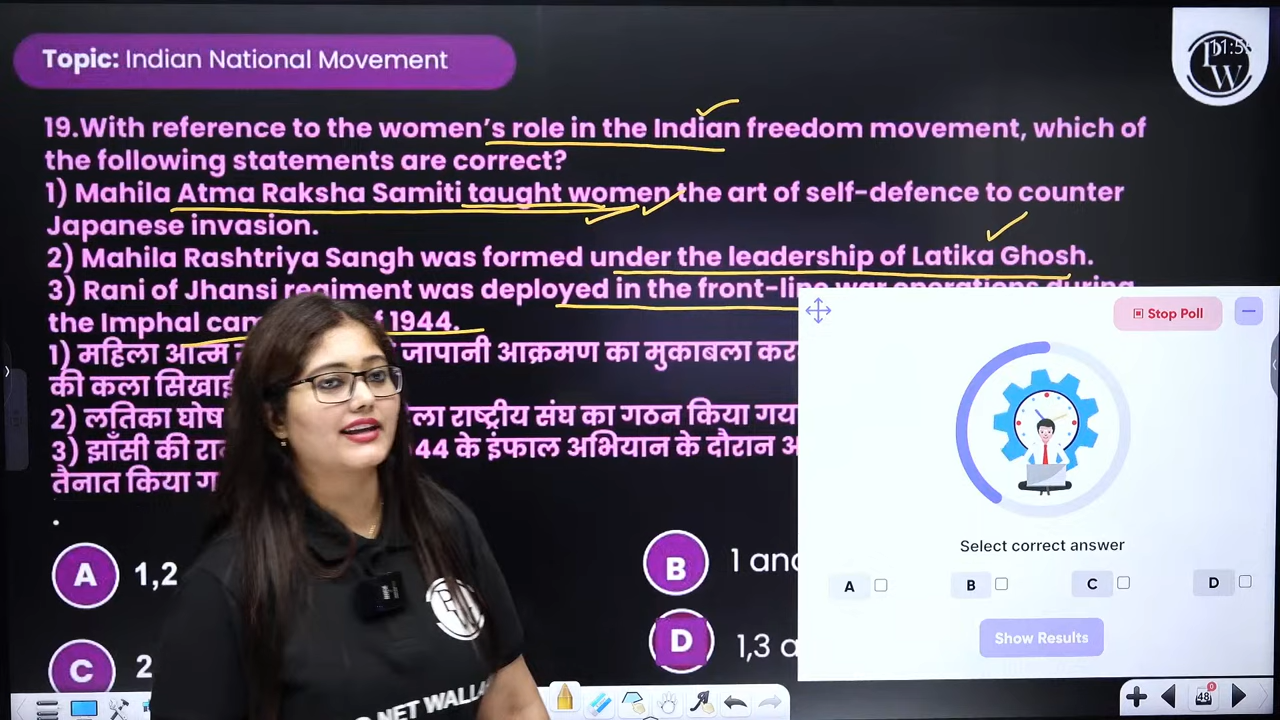 Topic: Indian National Movement
11:5
PW
19.With reference to the women's role in the Indian freedom movement, which of
the following statements are correct?
1) Mahila Atma Raksha Samiti taught women the art of self-defence to counter
Japanese invasion.
2) Mahila Rashtriya Sangh was formed under the leadership of Latika Ghosh.
3) Rani of Jhansi regiment was deployed in the front-line war operations during
the Imphal of 1944.
Stop Poll
1) महिला आत्म जापानी आक्रमण का मुकाबला
की कला
2) लतिका घोष राष्ट्रीय संघ का गठन किया
3) झाँसी की 44 के इंफाल अभियान के दौरान
तैनात किया
.
Select correct answer
A 1,2
B 1
A B C D
Show Results
C 2
D 1,3
NET
48